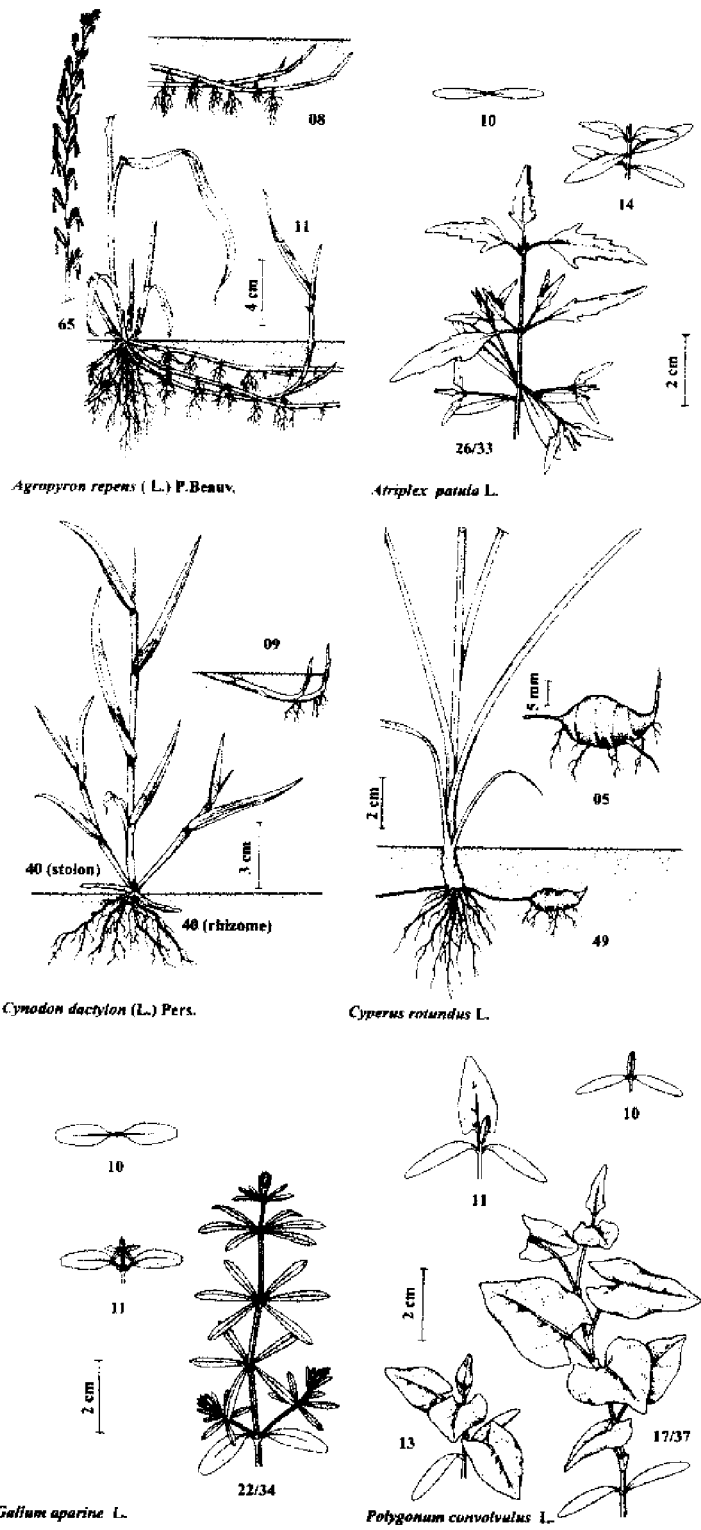 08
10
14
11
4 cm
65
2 cm
26/33
Agropyron repens ( L.) P.Beauv.
Atriplex patula L.
09
5 mm
05
2 cm
3 cm
40 (stolon)
40 (rhizome)
49
Cynodon dactylon (L.) Pers.
Cyperus rotundus L.
10
11
2 cm
22/34
Galium aparine L.
10
11
2 cm
13
17/37
Polygonum convolvulus L.